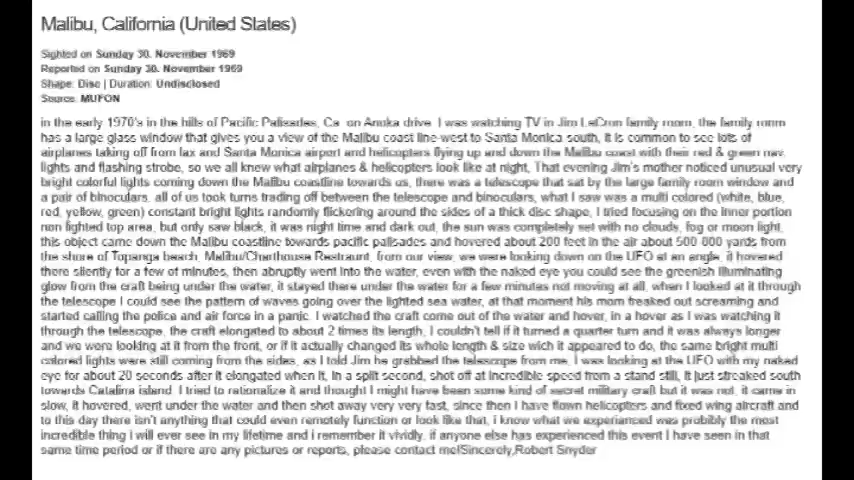 Malibu, California (United States)
Sighted on Sunday 30. November 1969
Reported on Sunday 30. November 1969
Shape: Disc | Duration: Undisclosed
Source: MUFON
in the early 1970's in the hills of Pacific Palisades, Ca. on Anoka drive. I was watching TV in Jim LeCron family room, the family room
has a large glass window that gives you a view of the Malibu coast line-west to Santa Monica south, it is common to see lots of
airplanes taking off from lax and Santa Monica airport and helicopters flying up and down the Malibu coast with their red & green nav.
lights and flashing strobe, so we all knew what airplanes & helicopters look like at night, That evening Jim's mother noticed unusual very
bright colorful lights coming down the Malibu coastline towards us, there was a telescope that sat by the large family room window and
a pair of binoculars. all of us took turns trading off between the telescope and binoculars, what I saw was a multi colored (white, blue,
red, yellow, green) constant bright lights randomly flickering around the sides of a thick disc shape, I tried focusing on the inner portion
non lighted top area, but only saw black, it was night time and dark out, the sun was completely set with no clouds, fog or moon light,
this object came down the Malibu coastline towards pacific palisades and hovered about 200 feet in the air about 500-800 yards from
the shore of Topanga beach, Malibu/Charthouse Restraunt, from our view, we were looking down on the UFO at an angle, it hovered
there silently for a few of minutes, then abruptly went into the water, even with the naked eye you could see the greenish illuminating
glow from the craft being under the water, it stayed there under the water for a few minutes not moving at all, when I looked at it through
the telescope I could see the pattern of waves going over the lighted sea water, at that moment his mom freaked out screaming and
started calling the police and air force in a panic. I watched the craft come out of the water and hover, in a hover as I was watching it
through the telescope, the craft elongated to about 2 times its length, I couldn't tell if it turned a quarter turn and it was always longer
and we were looking at it from the front, or if it actually changed its whole length & size wich it appeared to do, the same bright multi
colored lights were still coming from the sides, as I told Jim he grabbed the telescope from me, I was looking at the UFO with my naked
eye for about 20 seconds after it elongated when it, in a split second, shot off at incredible speed from a stand still, it just streaked south
towards Catalina island. I tried to rationalize it and thought I might have been some kind of secret military craft but it was not, it came in
slow, it hovered, went under the water and then shot away very very fast, since then I have flown helicopters and fixed wing aircraft and to
this day there isn't anything that could even remotely function or look like that, i know what we experienced was probibly the most
incredible thing i will ever see in my lifetime and i remember it vividly. if anyone else has experienced this event I have seen in that
same time period or if there are any pictures or reports, please contact me!Sincerely,Robert Snyder